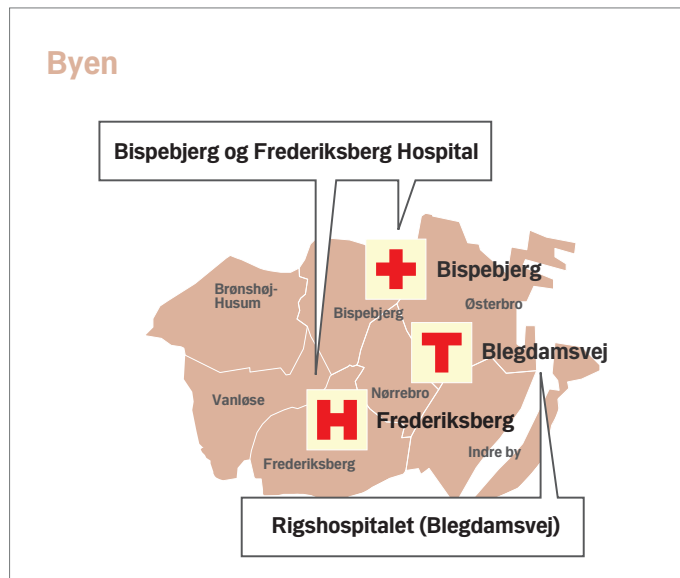 Byen
Bispebjerg og Frederiksberg Hospital
Bispebjerg
Brønshøj-
Husum
Østerbro
Bispebjerg
T
Blegdamsvej
Vanløse
Nørrebro
H
Frederiksberg
Indre by
Frederiksberg
Rigshospitalet (Blegdamsvej)